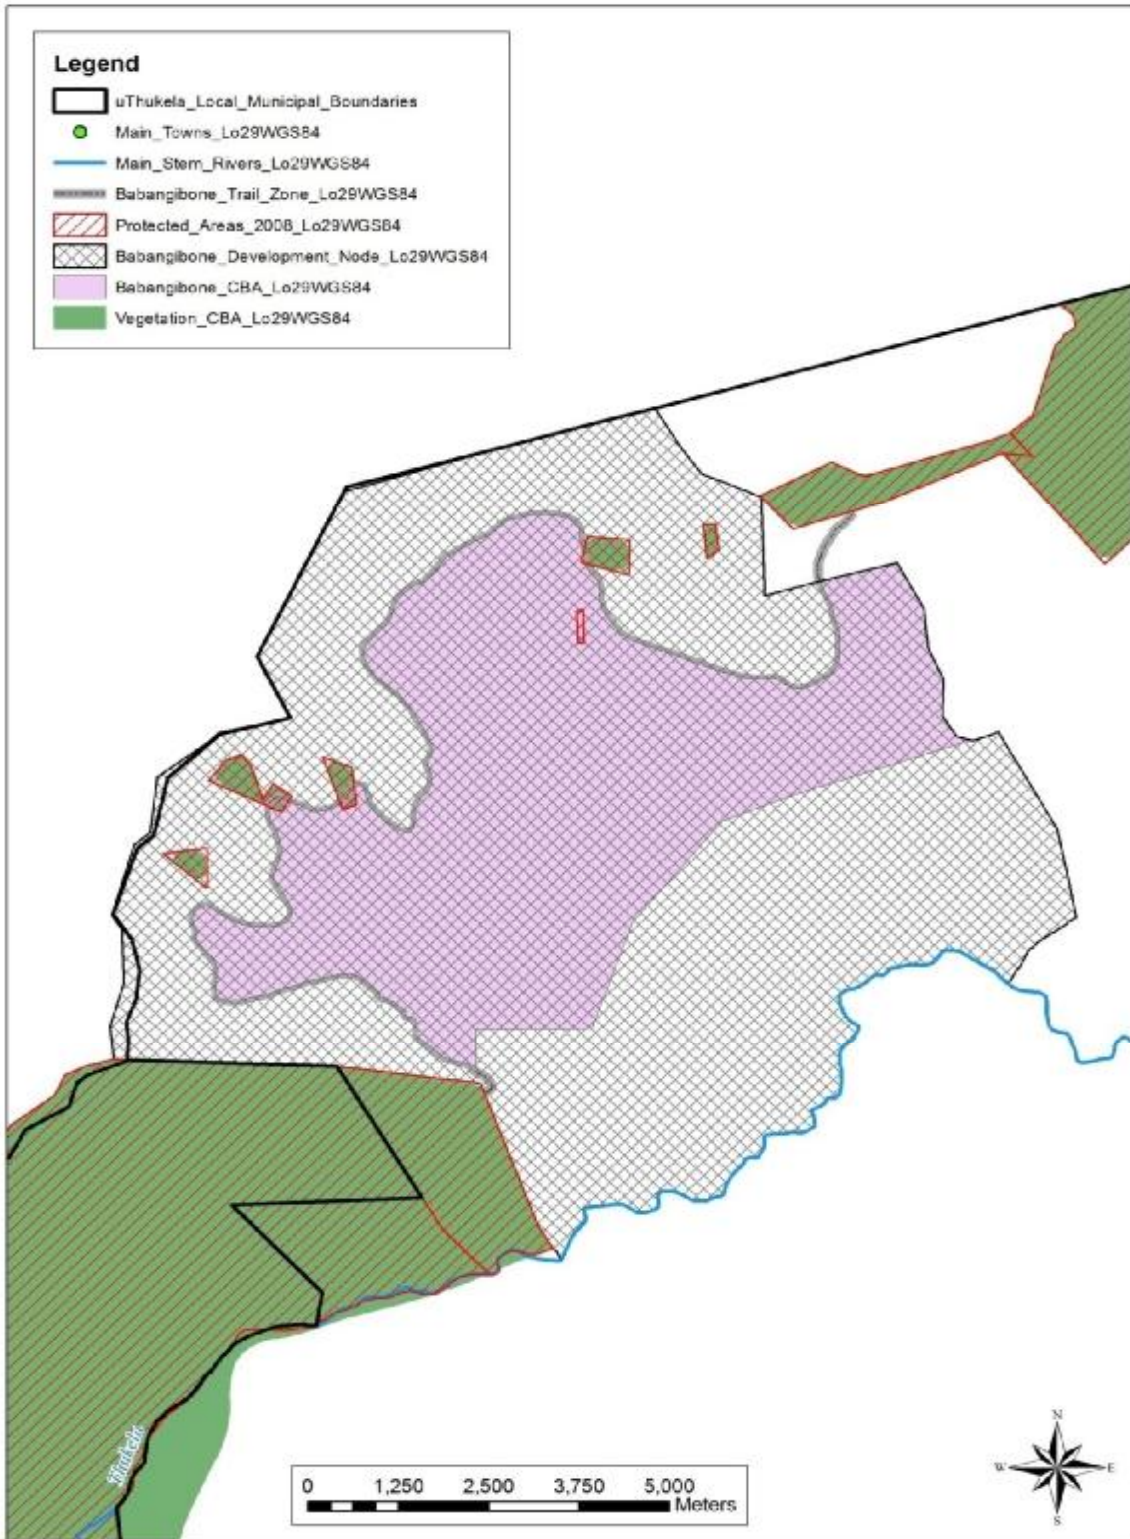 Legend
uThukela_Local_Municipal_Boundaries
Main_Towns_Lo29WGS84
Main_Stem_Rivers_Lo29WGS84
Babangibone_Trail_Zone_Lo29WGS84
Protected_Areas_2008_Lo29WGS84
Babangibone_Development_Node_Lo29WGS84
Babangibone_CBA_Lo29WGS84
Vegetation_CBA_Lo29WGS84
Thukela
N
W E
S
0 1,250 2,500 3,750 5,000
Meters